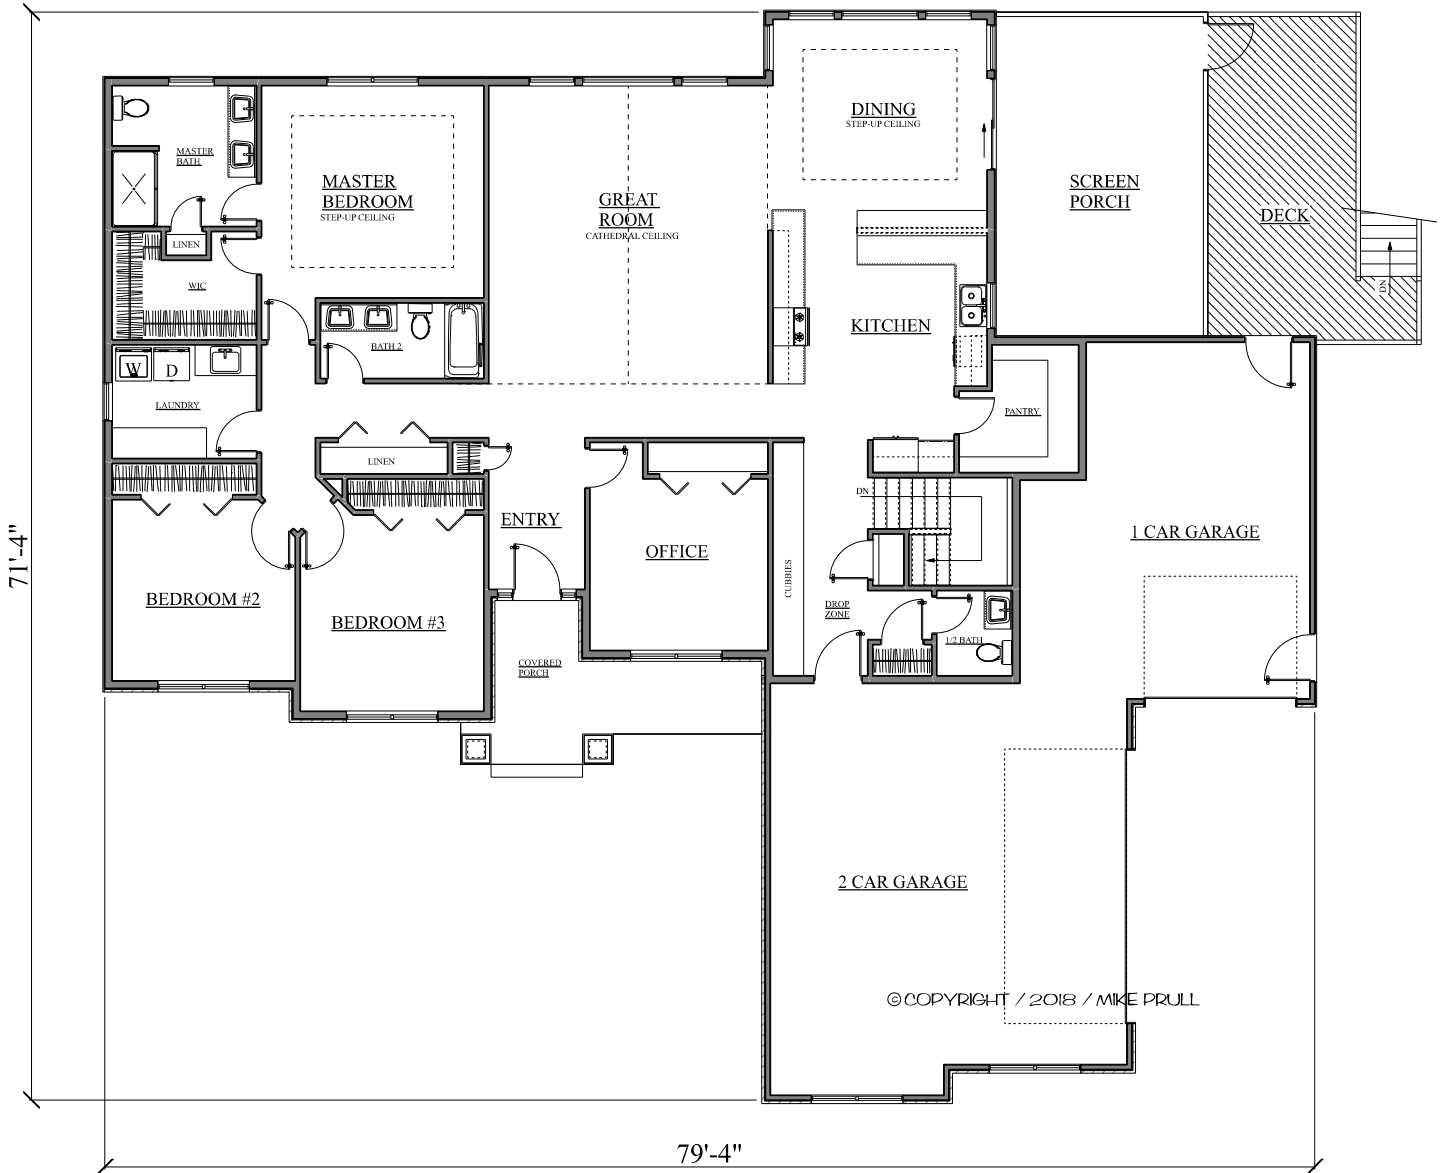 DINING
STEP-UP CEILING
MASTER
BATH
MASTER
BEDROOM
STEP-UP CEILING
GREAT
ROOM
CATHEDRAL CEILING
SCREEN
PORCH
DECK
LINEN
WIC
DN
KITCHEN
BATH 2
W
D
LAUNDRY
PANTRY
LINEN
DN
ENTRY
OFFICE
1 CAR GARAGE
71'-4"
CUBBIES
BEDROOM #2
BEDROOM #3
DROP
ZONE
1/2 BATH
COVERED
PORCH
2 CAR GARAGE
©COPYRIGHT / 2018 / MIKE PRULL
79'-4"